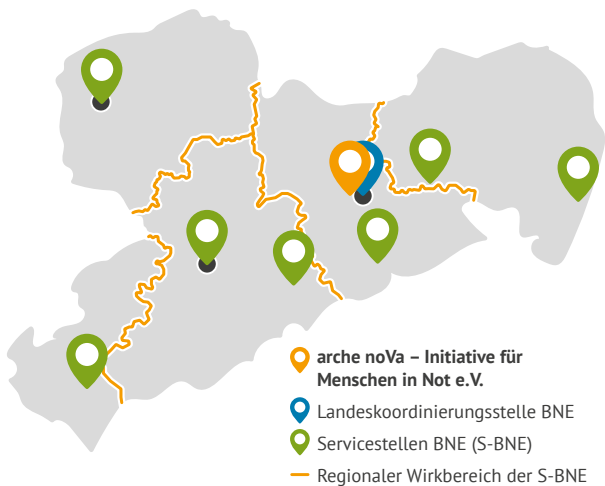 arche noVa – Initiative für
Menschen in Not e.V.
Landeskoordinierungsstelle BNE
Servicestellen BNE (S-BNE)
Regionaler Wirkbereich der S-BNE